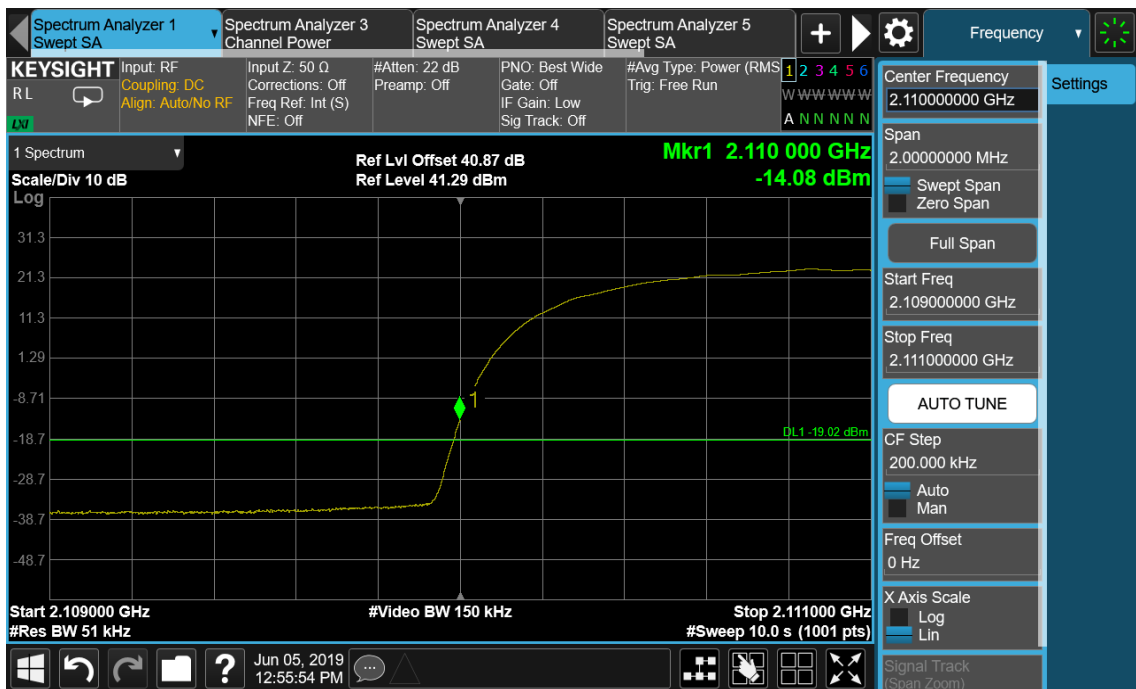 Spectrum Analyzer 1
Swept SA
Spectrum Analyzer 3
Channel Power
Spectrum Analyzer 4
Swept SA
Spectrum Analyzer 5
Swept SA
+
Frequency
KEYSIGHT
R L
LXI
Input: RF
Coupling: DC
Align: Auto/No RF
Input Z: 50 Ω
Corrections: Off
Freq Ref: Int (S)
NFE: Off
#Atten: 22 dB
Preamp: Off
PNO: Best Wide
Gate: Off
IF Gain: Low
Sig Track: Off
#Avg Type: Power (RMS
Trig: Free Run
1 2 3 4 5 6
W W W W W W
A N N N N N
1 Spectrum
Scale/Div 10 dB
Ref Lvl Offset 40.87 dB
Ref Level 41.29 dBm
Mkr1 2.110 000 GHz
-14.08 dBm
Log
31.3
21.3
11.3
1.29
-8.71
-18.7
-28.7
-38.7
-48.7
1
DL1 -19.02 dBm
Start 2.109000 GHz
#Res BW 51 kHz
#Video BW 150 kHz
Stop 2.111000 GHz
#Sweep 10.0 s (1001 pts)
Center Frequency
2.110000000 GHz
Settings
Span
2.00000000 MHz
Swept Span
Zero Span
Full Span
Start Freq
2.109000000 GHz
Stop Freq
2.111000000 GHz
AUTO TUNE
CF Step
200.000 kHz
Auto
Man
Freq Offset
0 Hz
X Axis Scale
Log
Lin
Signal Track
(Span Zoom)
?
Jun 05, 2019
12:55:54 PM